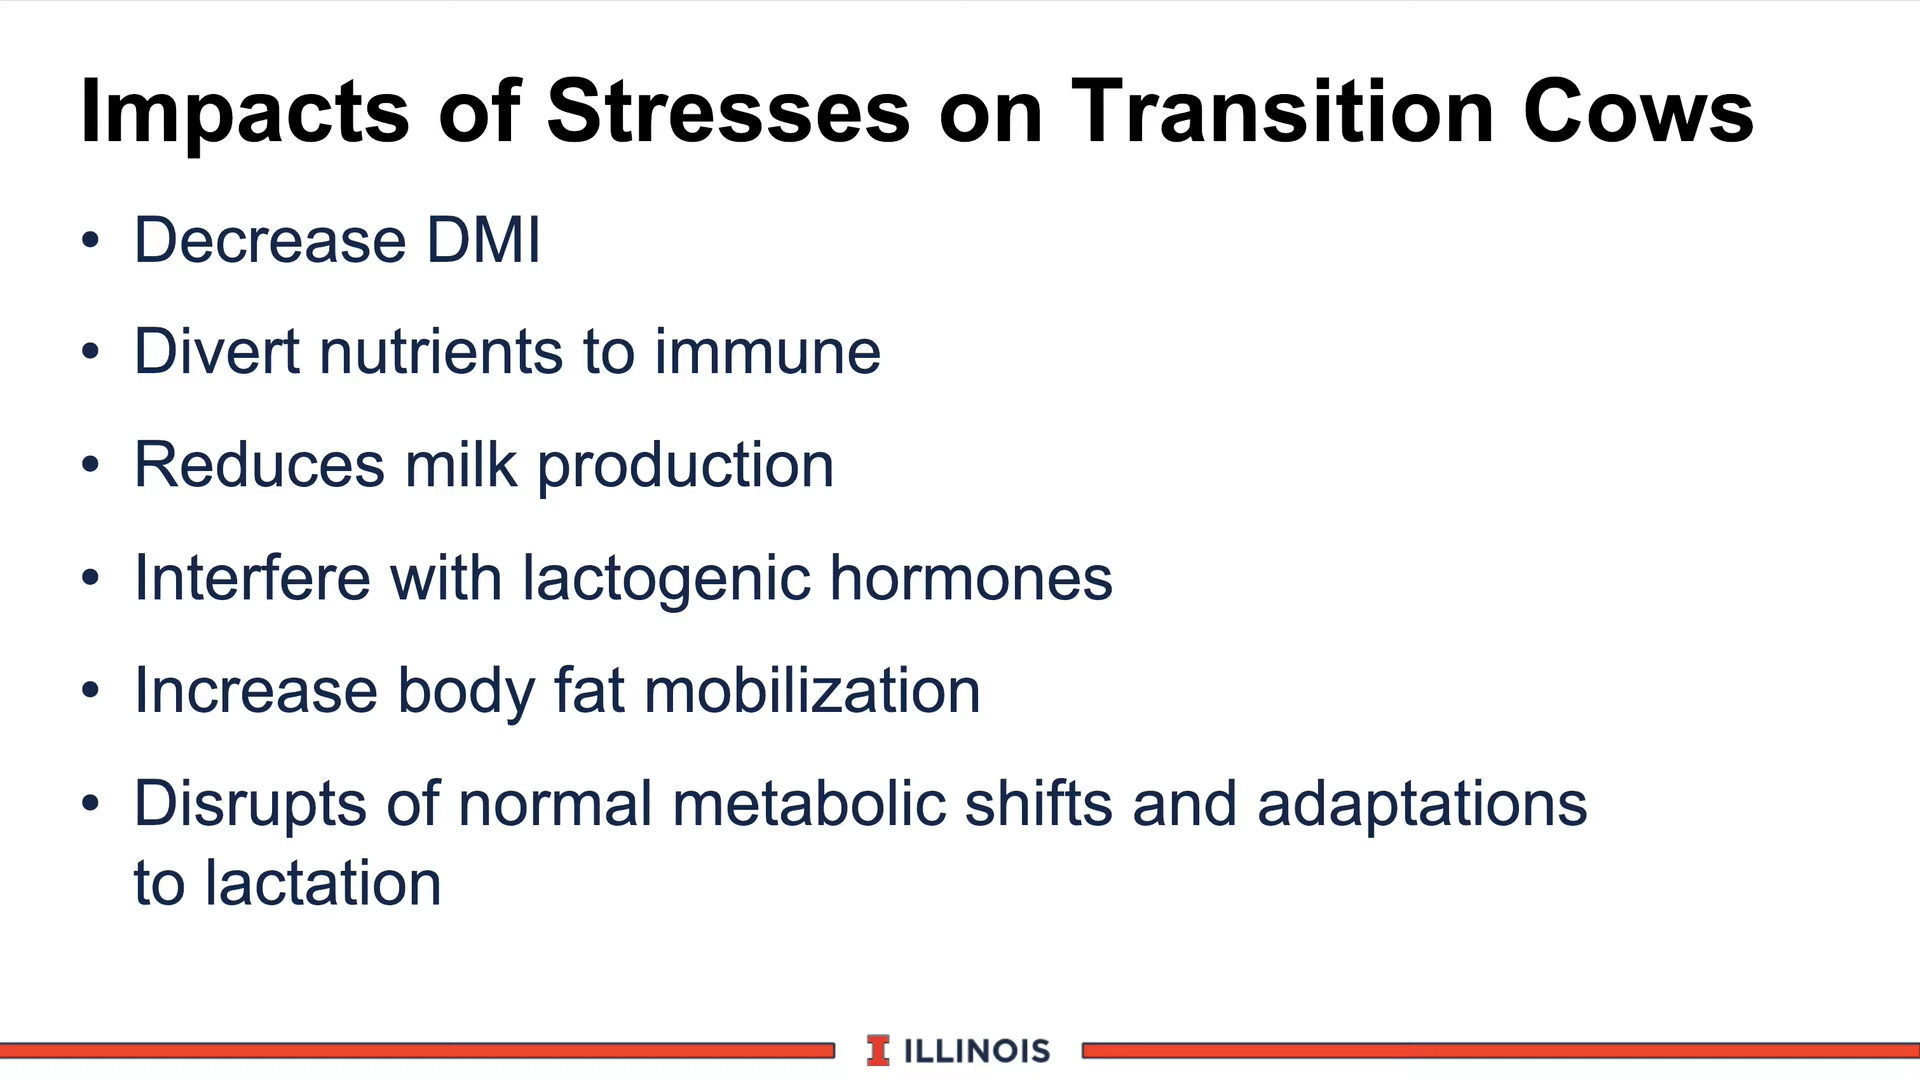 Impacts of Stresses on Transition Cows
• Decrease DMI
• Divert nutrients to immune
• Reduces milk production
• Interfere with lactogenic hormones
• Increase body fat mobilization
• Disrupts of normal metabolic shifts and adaptations
to lactation
I ILLINOIS